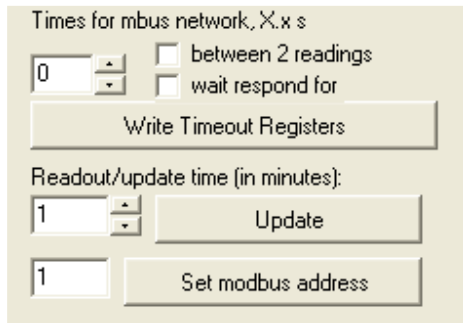 Times for mbus network, X.x s
between 2 readings
0
wait respond for
Write Timeout Registers
Readout/update time (in minutes):
1 Update
1 Set modbus address